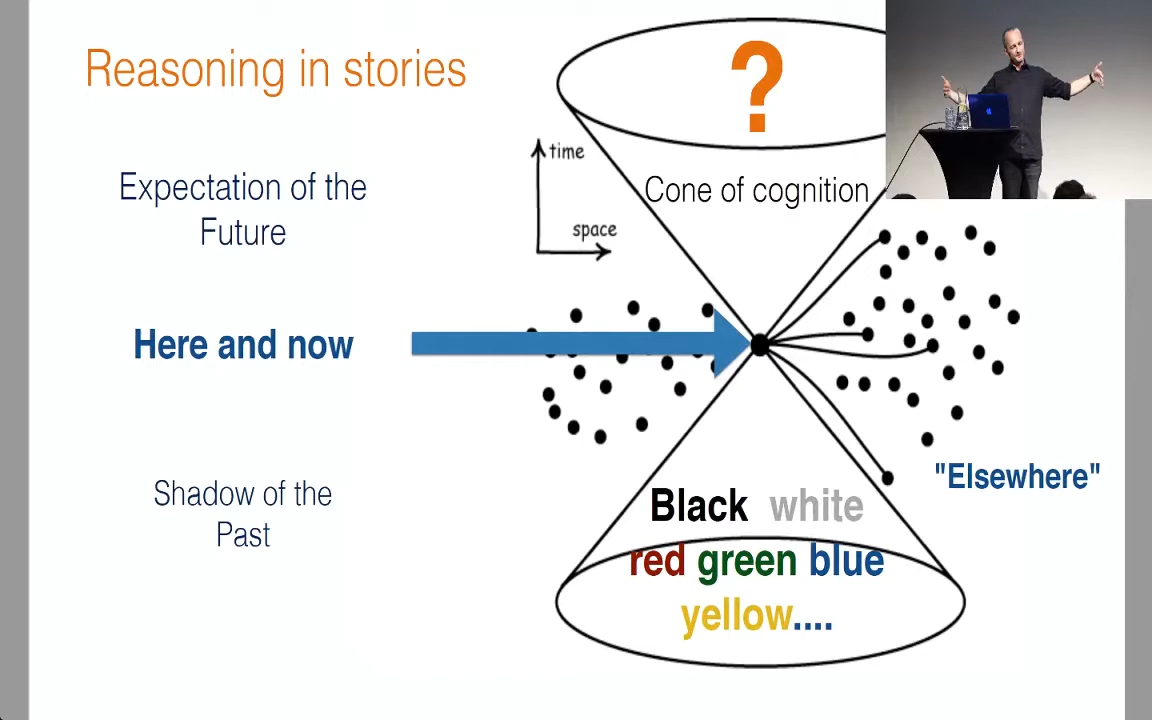 Reasoning in stories
?
time
Cone of cognition
Expectation of the
Future
space
Here and now
"Elsewhere"
Shadow of the
Past
Black white
red green blue
yellow....